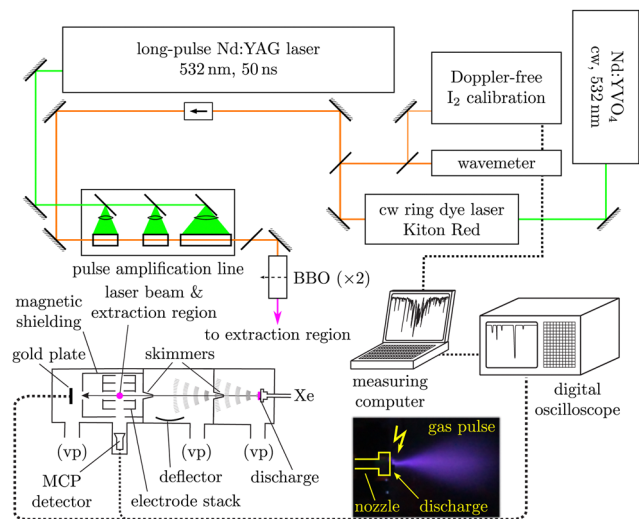 long-pulse Nd:YAG laser
532 nm, 50 ns
Doppler-free
I₂ calibration
Nd:YVO₄
cw, 532 nm
wavemeter
cw ring dye laser
Kiton Red
pulse amplification line
BBO (×2)
to extraction region
laser beam &
extraction region
magnetic
shielding
gold plate
skimmers
Xe
(vp)
(vp)
(vp)
MCP
detector
deflector
electrode stack
discharge
measuring
computer
digital
oscilloscope
gas pulse
nozzle
discharge